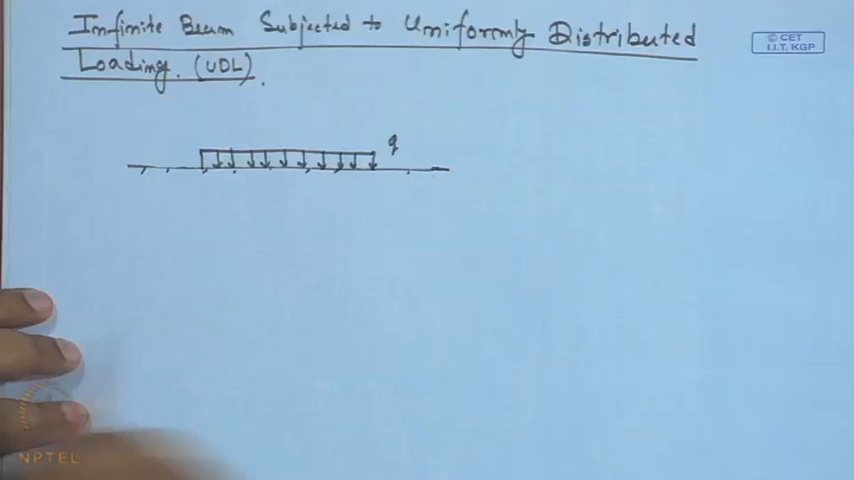 Infinite Beam Subjected to Uniformly Distributed
Loading. (UDL).
© CET
I.I.T. KGP
q
NPTEL